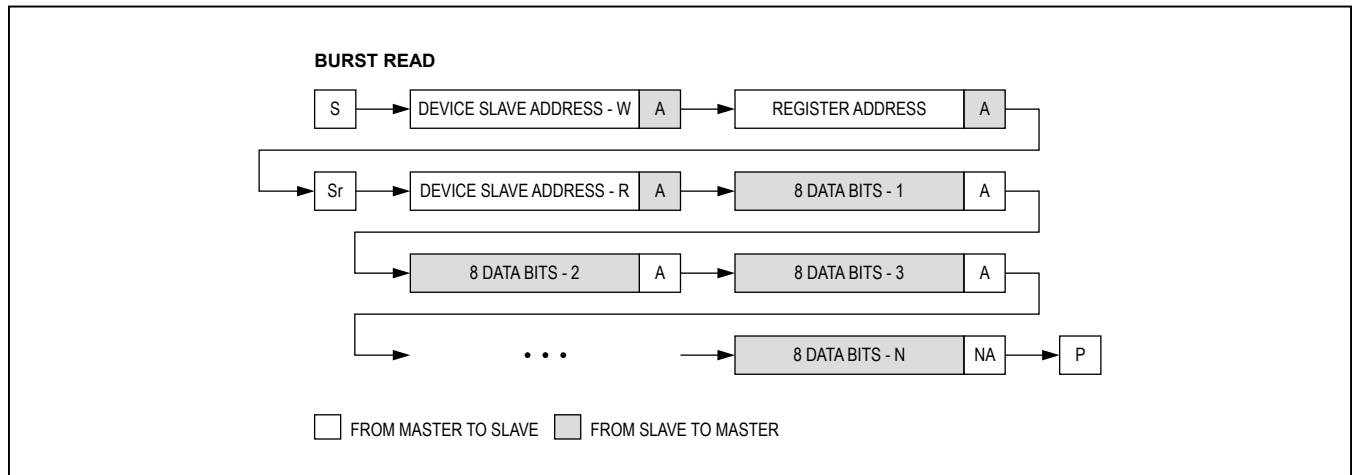 BURST READ
S DEVICE SLAVE ADDRESS - W A REGISTER ADDRESS A
Sr DEVICE SLAVE ADDRESS - R A 8 DATA BITS - 1 A
8 DATA BITS - 2 A 8 DATA BITS - 3 A
• • • 8 DATA BITS - N NA P
FROM MASTER TO SLAVE FROM SLAVE TO MASTER